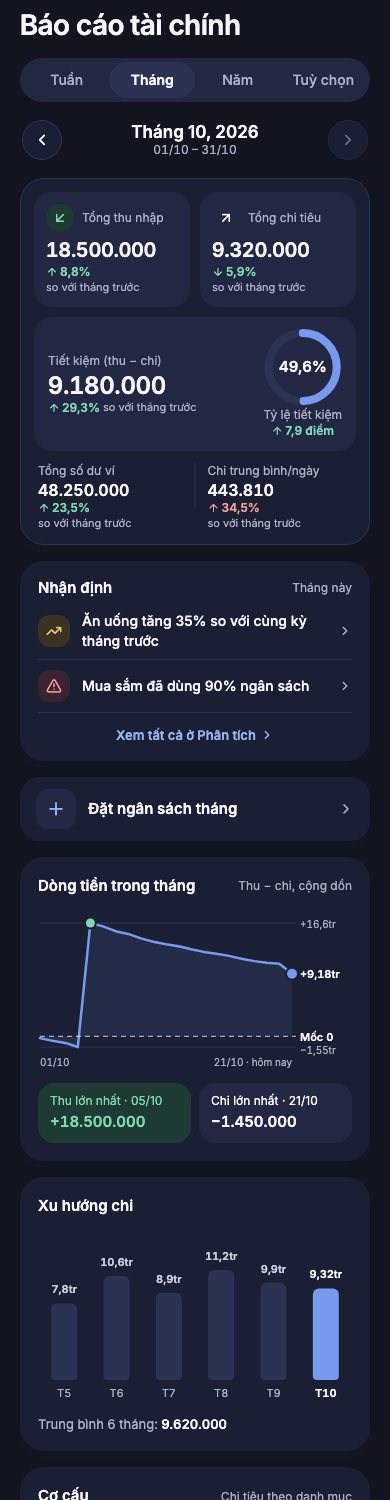 Báo cáo tài chính
Tuần Tháng Năm Tuỳ chọn
Tháng 10, 2026
01/10 – 31/10
Tổng thu nhập
18.500.000
↑ 8,8%
so với tháng trước
Tổng chi tiêu
9.320.000
↓ 5,9%
so với tháng trước
Tiết kiệm (thu − chi)
9.180.000
↑ 29,3% so với tháng trước
49,6%
Tỷ lệ tiết kiệm
↑ 7,9 điểm
Tổng số dư ví
48.250.000
↑ 23,5%
so với tháng trước
Chi trung bình/ngày
443.810
↑ 34,5%
so với tháng trước
Nhận định
Tháng này
Ăn uống tăng 35% so với cùng kỳ
tháng trước
Mua sắm đã dùng 90% ngân sách
Xem tất cả ở Phân tích
Đặt ngân sách tháng
Dòng tiền trong tháng
Thu − chi, cộng dồn
+16,6tr
+9,18tr
Mốc 0
−1,55tr
01/10
21/10 · hôm nay
Thu lớn nhất · 05/10
+18.500.000
Chi lớn nhất · 21/10
−1.450.000
Xu hướng chi
7,8tr 10,6tr 8,9tr 11,2tr 9,9tr 9,32tr
T5 T6 T7 T8 T9 T10
Trung bình 6 tháng: 9.620.000
Cơ cấu
Chi tiêu theo danh mục